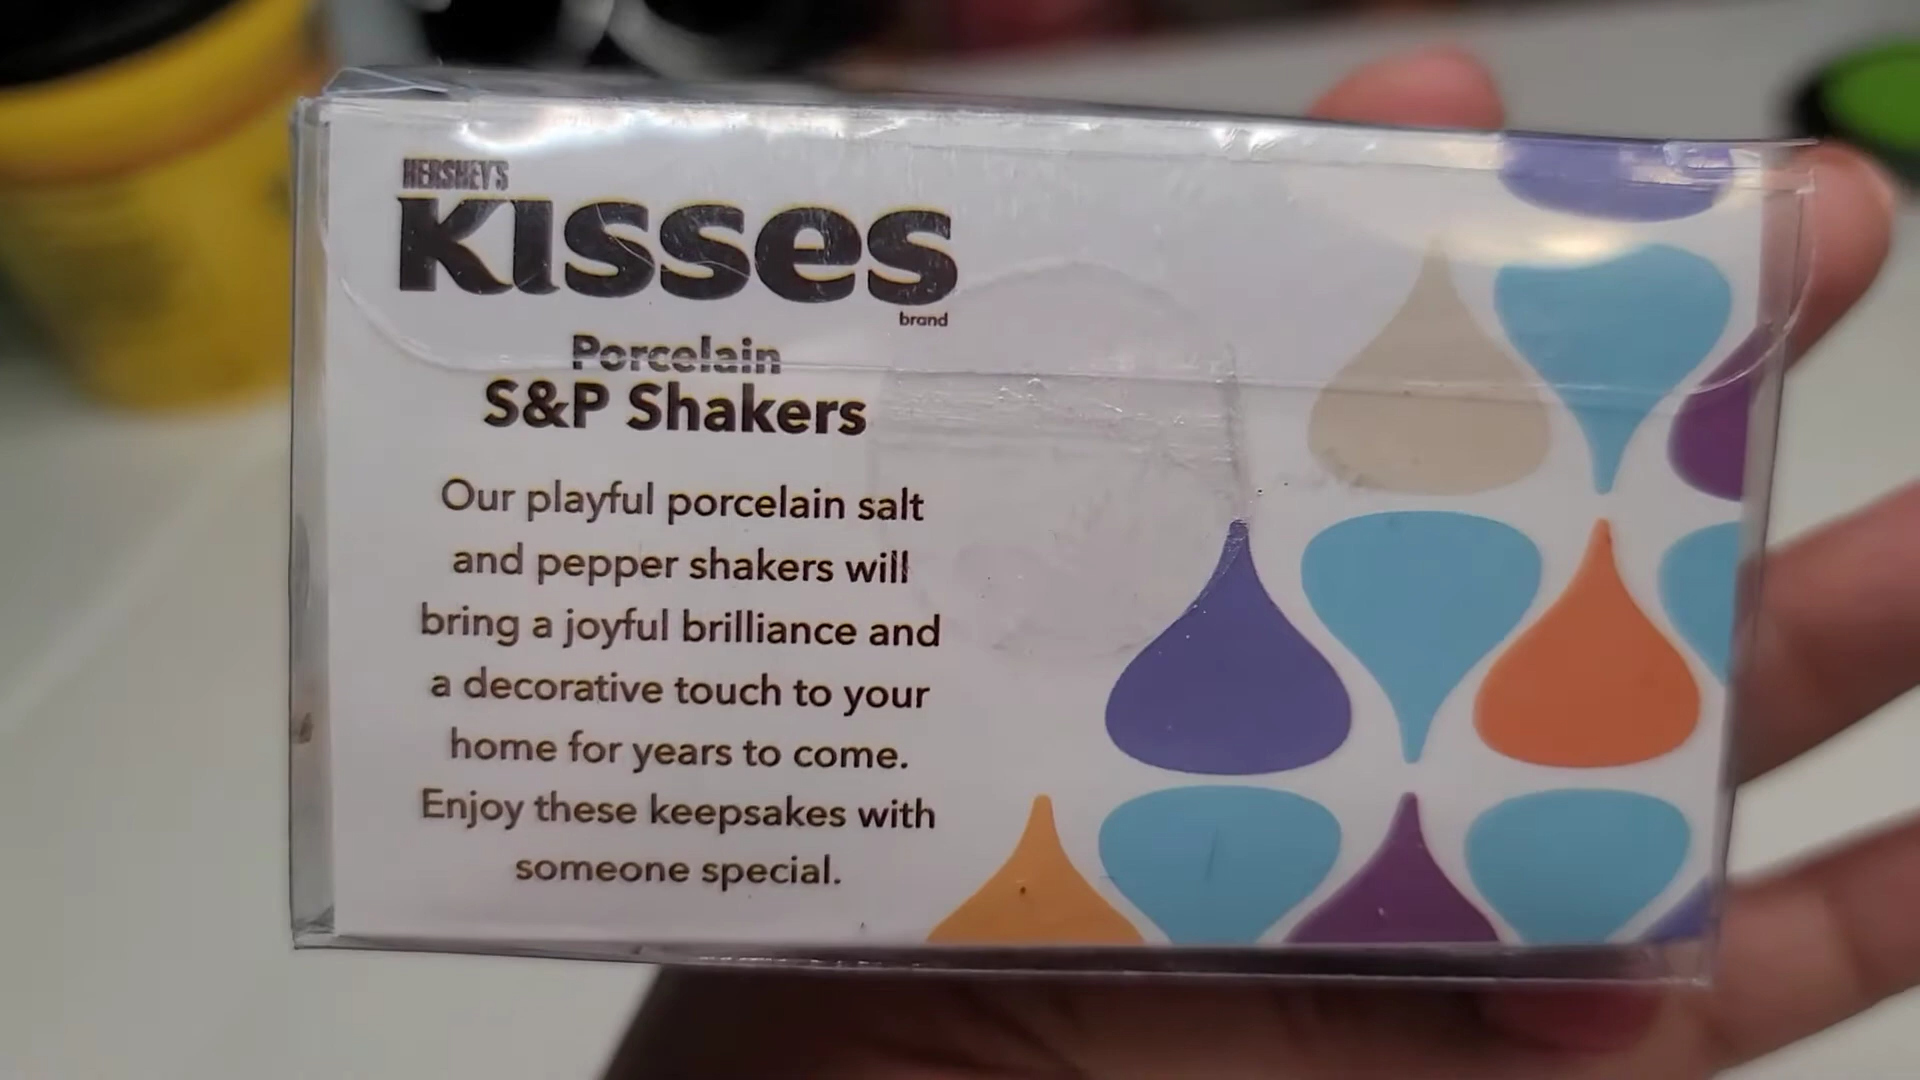 HERSHEY'S
KISSES
brand
Porcelain
S&P Shakers
Our playful porcelain salt
and pepper shakers will
bring a joyful brilliance and
a decorative touch to your
home for years to come.
Enjoy these keepsakes with
someone special.